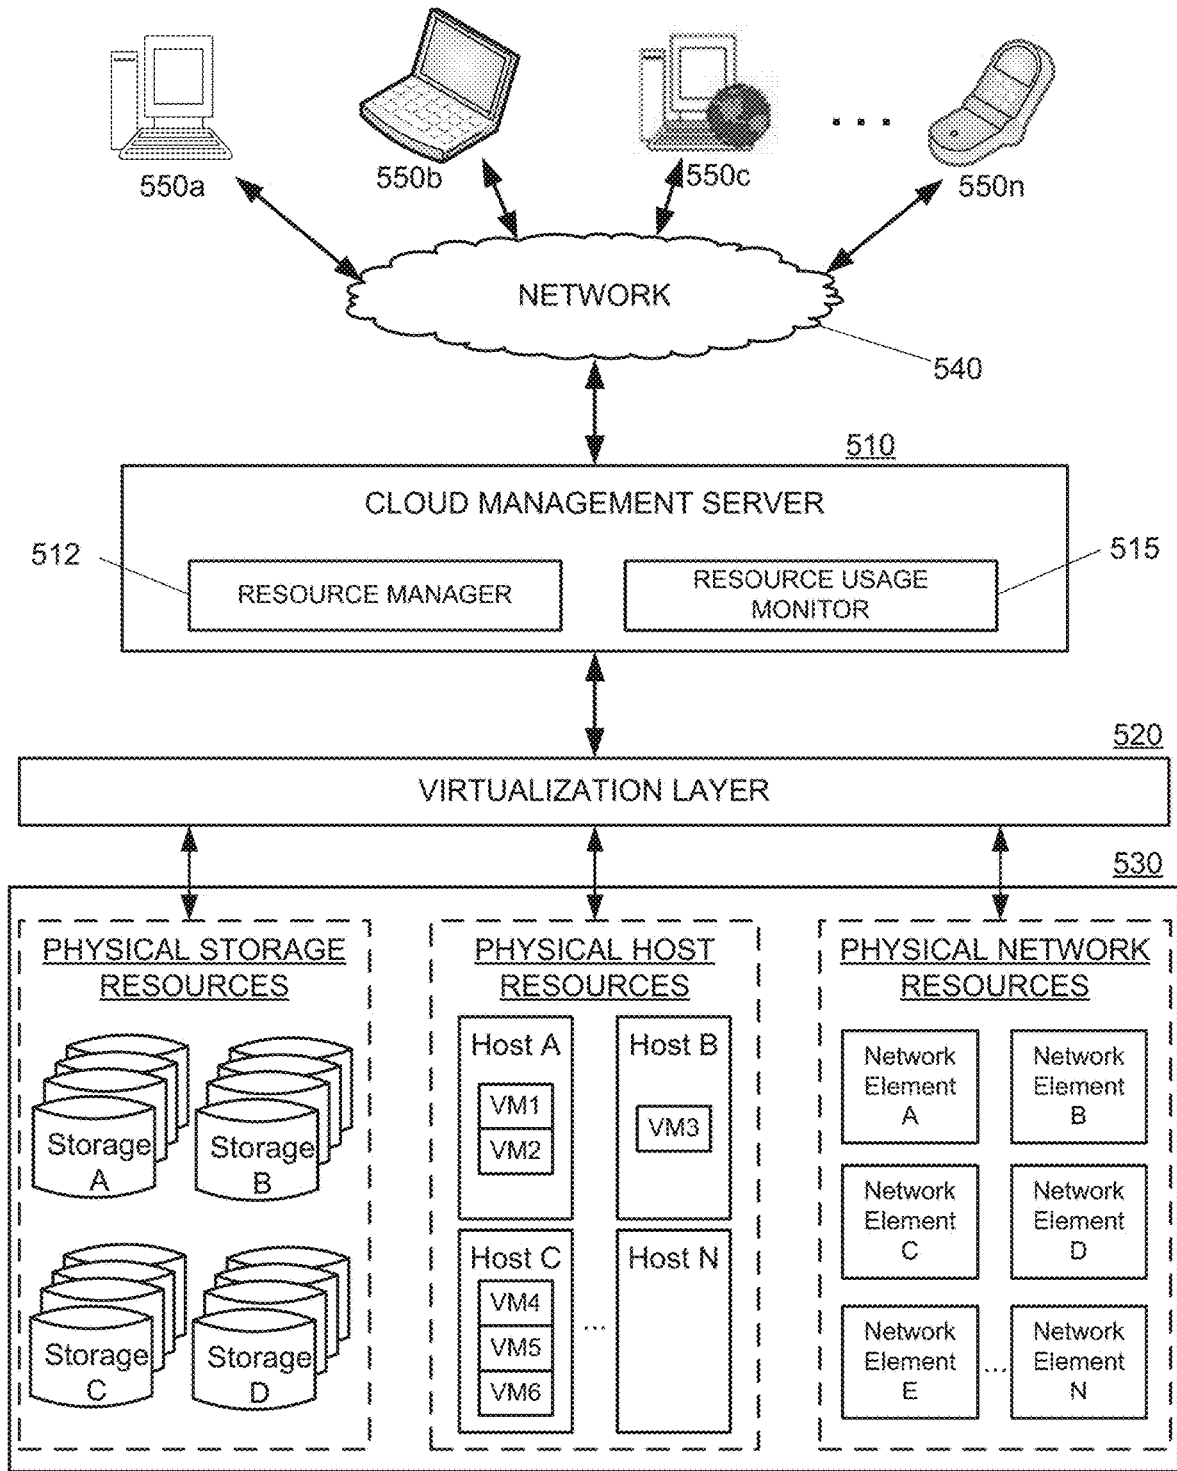 550a
550b
550c
. . .
550n
NETWORK
540
510
CLOUD MANAGEMENT SERVER
512
515
RESOURCE MANAGER
RESOURCE USAGE
MONITOR
520
VIRTUALIZATION LAYER
530
PHYSICAL STORAGE
RESOURCES
Storage
A
Storage
B
Storage
C
Storage
D
PHYSICAL HOST
RESOURCES
Host A
VM1
VM2
Host B
VM3
Host C
VM4
VM5
VM6
...
Host N
PHYSICAL NETWORK
RESOURCES
Network
Element
A
Network
Element
B
Network
Element
C
Network
Element
D
Network
Element
E
...
Network
Element
N